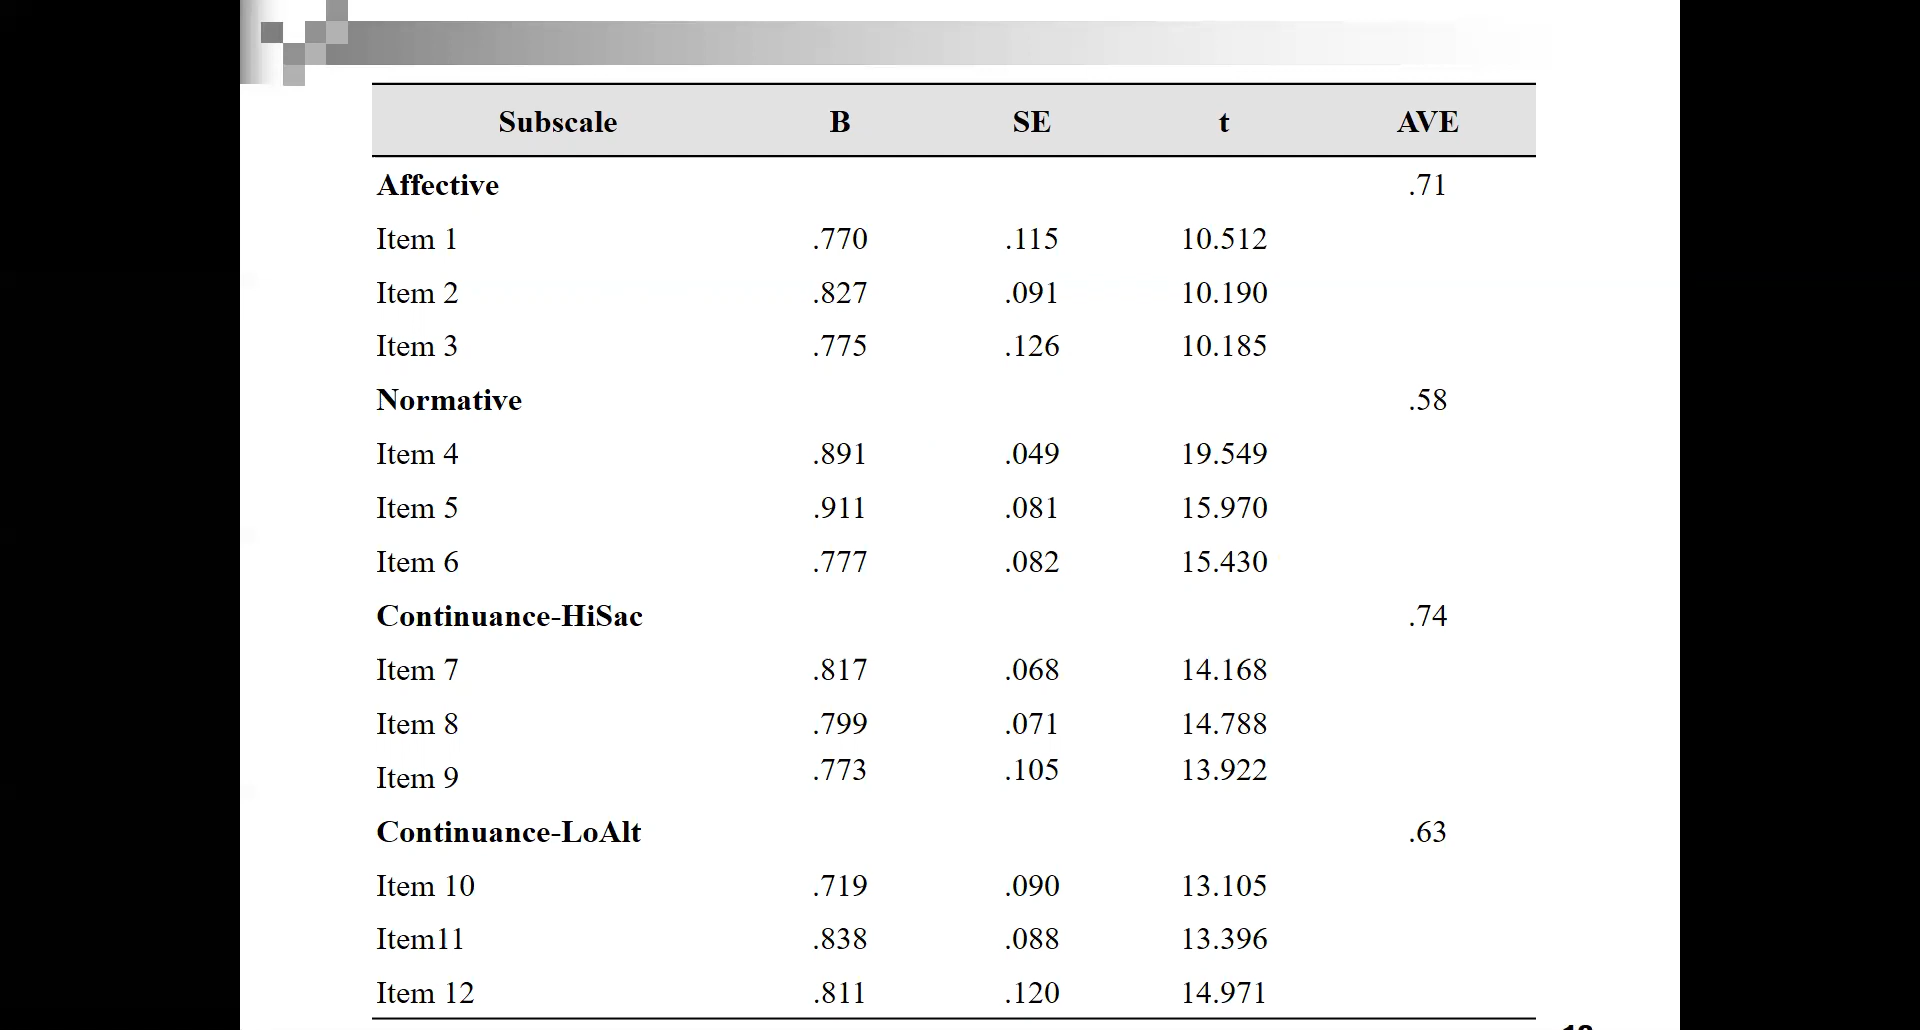 Subscale B SE t AVE
Affective .71
Item 1 .770 .115 10.512
Item 2 .827 .091 10.190
Item 3 .775 .126 10.185
Normative .58
Item 4 .891 .049 19.549
Item 5 .911 .081 15.970
Item 6 .777 .082 15.430
Continuance-HiSac .74
Item 7 .817 .068 14.168
Item 8 .799 .071 14.788
Item 9 .773 .105 13.922
Continuance-LoAlt .63
Item 10 .719 .090 13.105
Item11 .838 .088 13.396
Item 12 .811 .120 14.971